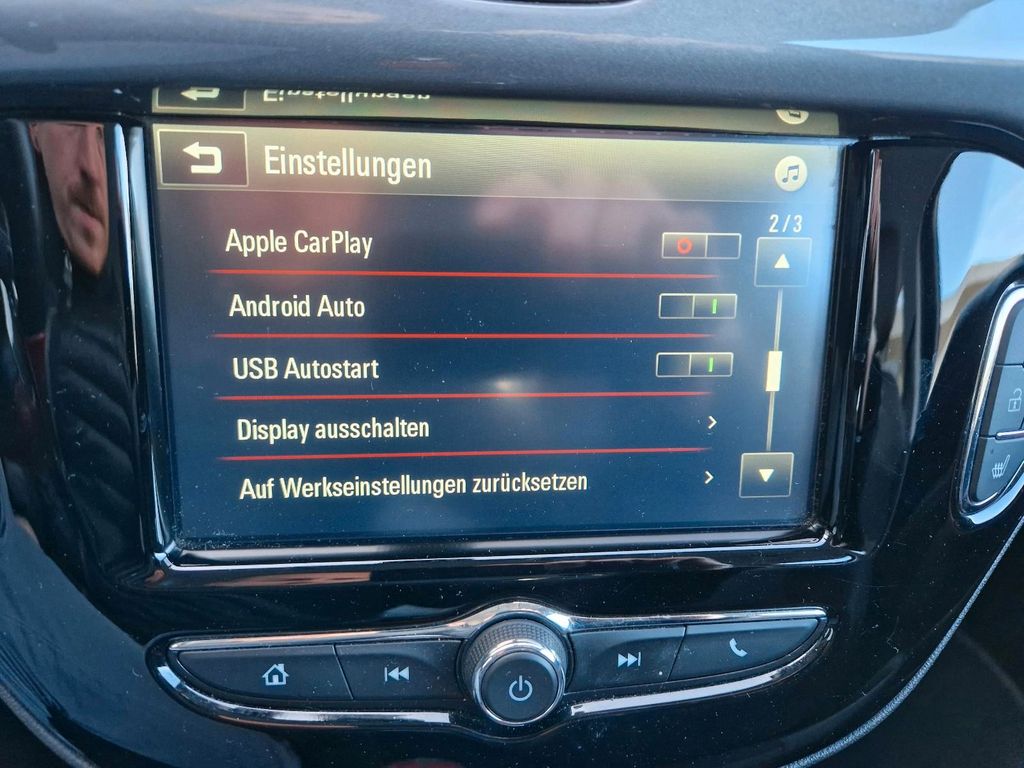 Einstellungen
2/3
Apple CarPlay
Android Auto
USB Autostart
Display ausschalten
Auf Werkseinstellungen zurücksetzen